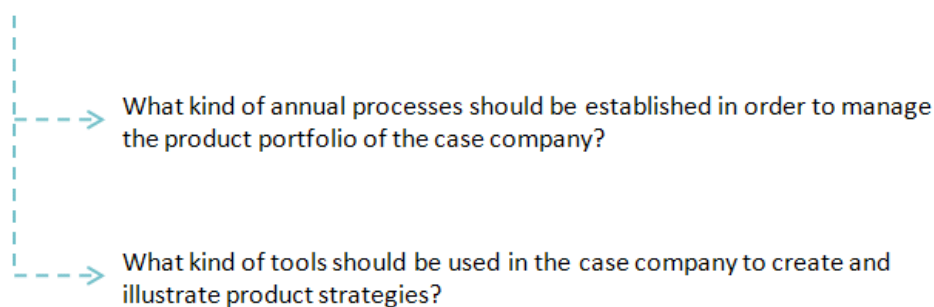 What kind of annual processes should be established in order to manage
the product portfolio of the case company?
What kind of tools should be used in the case company to create and
illustrate product strategies?